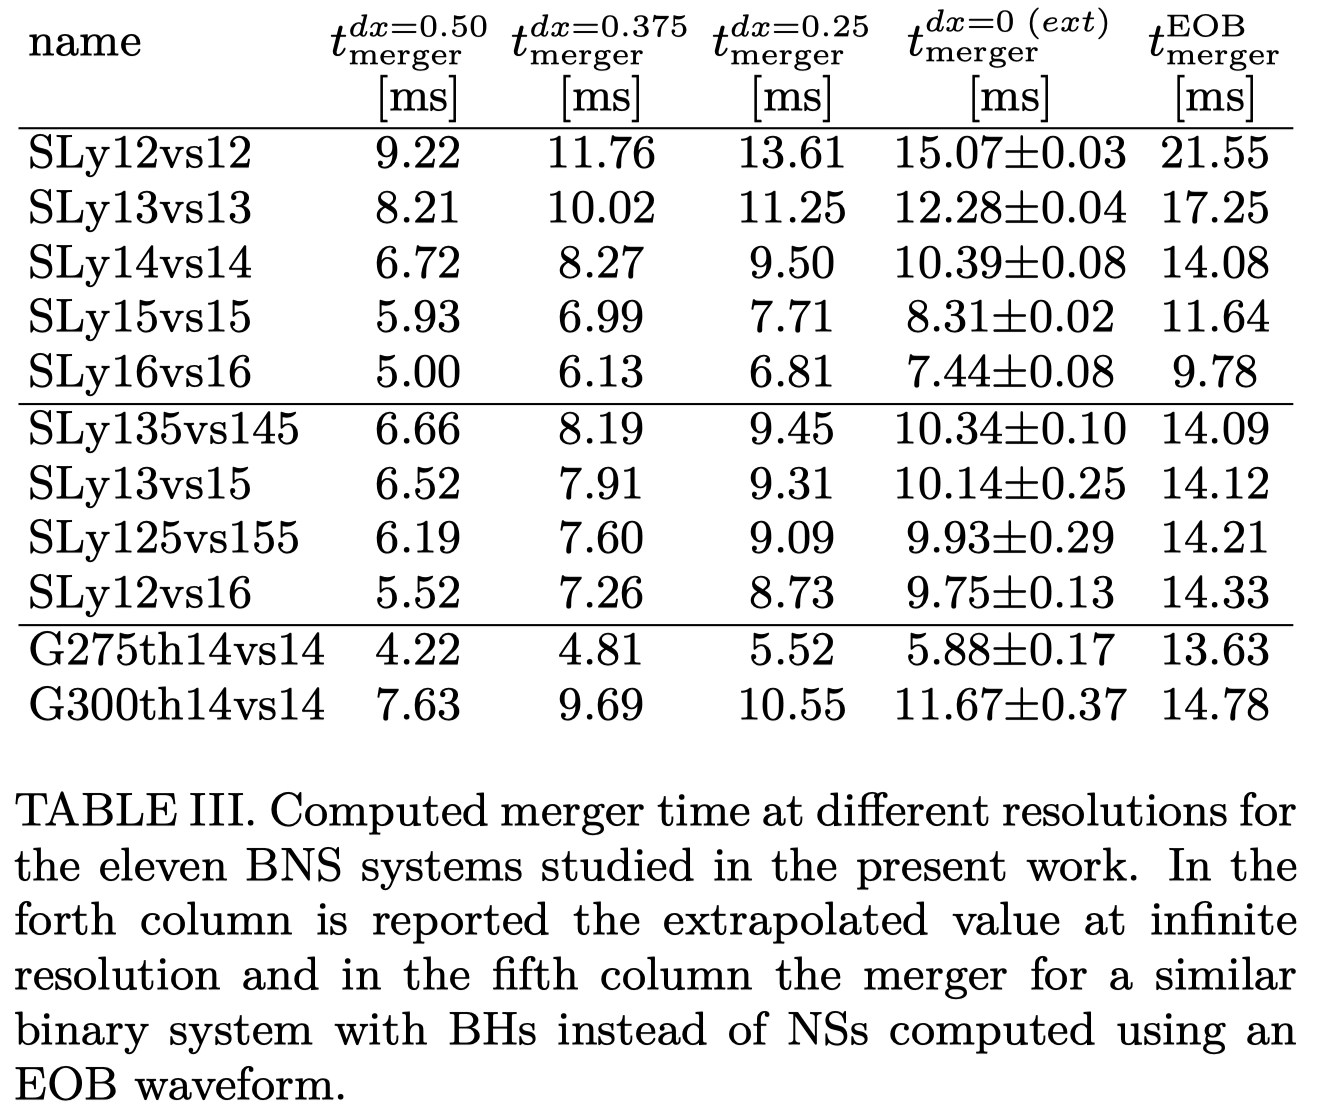 name t_merger^{dx=0.50} t_merger^{dx=0.375} t_merger^{dx=0.25} t_merger^{dx=0 (ext)} t_merger^{EOB}
[ms] [ms] [ms] [ms] [ms]
SLy12vs12 9.22 11.76 13.61 15.07±0.03 21.55
SLy13vs13 8.21 10.02 11.25 12.28±0.04 17.25
SLy14vs14 6.72 8.27 9.50 10.39±0.08 14.08
SLy15vs15 5.93 6.99 7.71 8.31±0.02 11.64
SLy16vs16 5.00 6.13 6.81 7.44±0.08 9.78
SLy135vs145 6.66 8.19 9.45 10.34±0.10 14.09
SLy13vs15 6.52 7.91 9.31 10.14±0.25 14.12
SLy125vs155 6.19 7.60 9.09 9.93±0.29 14.21
SLy12vs16 5.52 7.26 8.73 9.75±0.13 14.33
G275th14vs14 4.22 4.81 5.52 5.88±0.17 13.63
G300th14vs14 7.63 9.69 10.55 11.67±0.37 14.78
TABLE III. Computed merger time at different resolutions for
the eleven BNS systems studied in the present work. In the
forth column is reported the extrapolated value at infinite
resolution and in the fifth column the merger for a similar
binary system with BHs instead of NSs computed using an
EOB waveform.